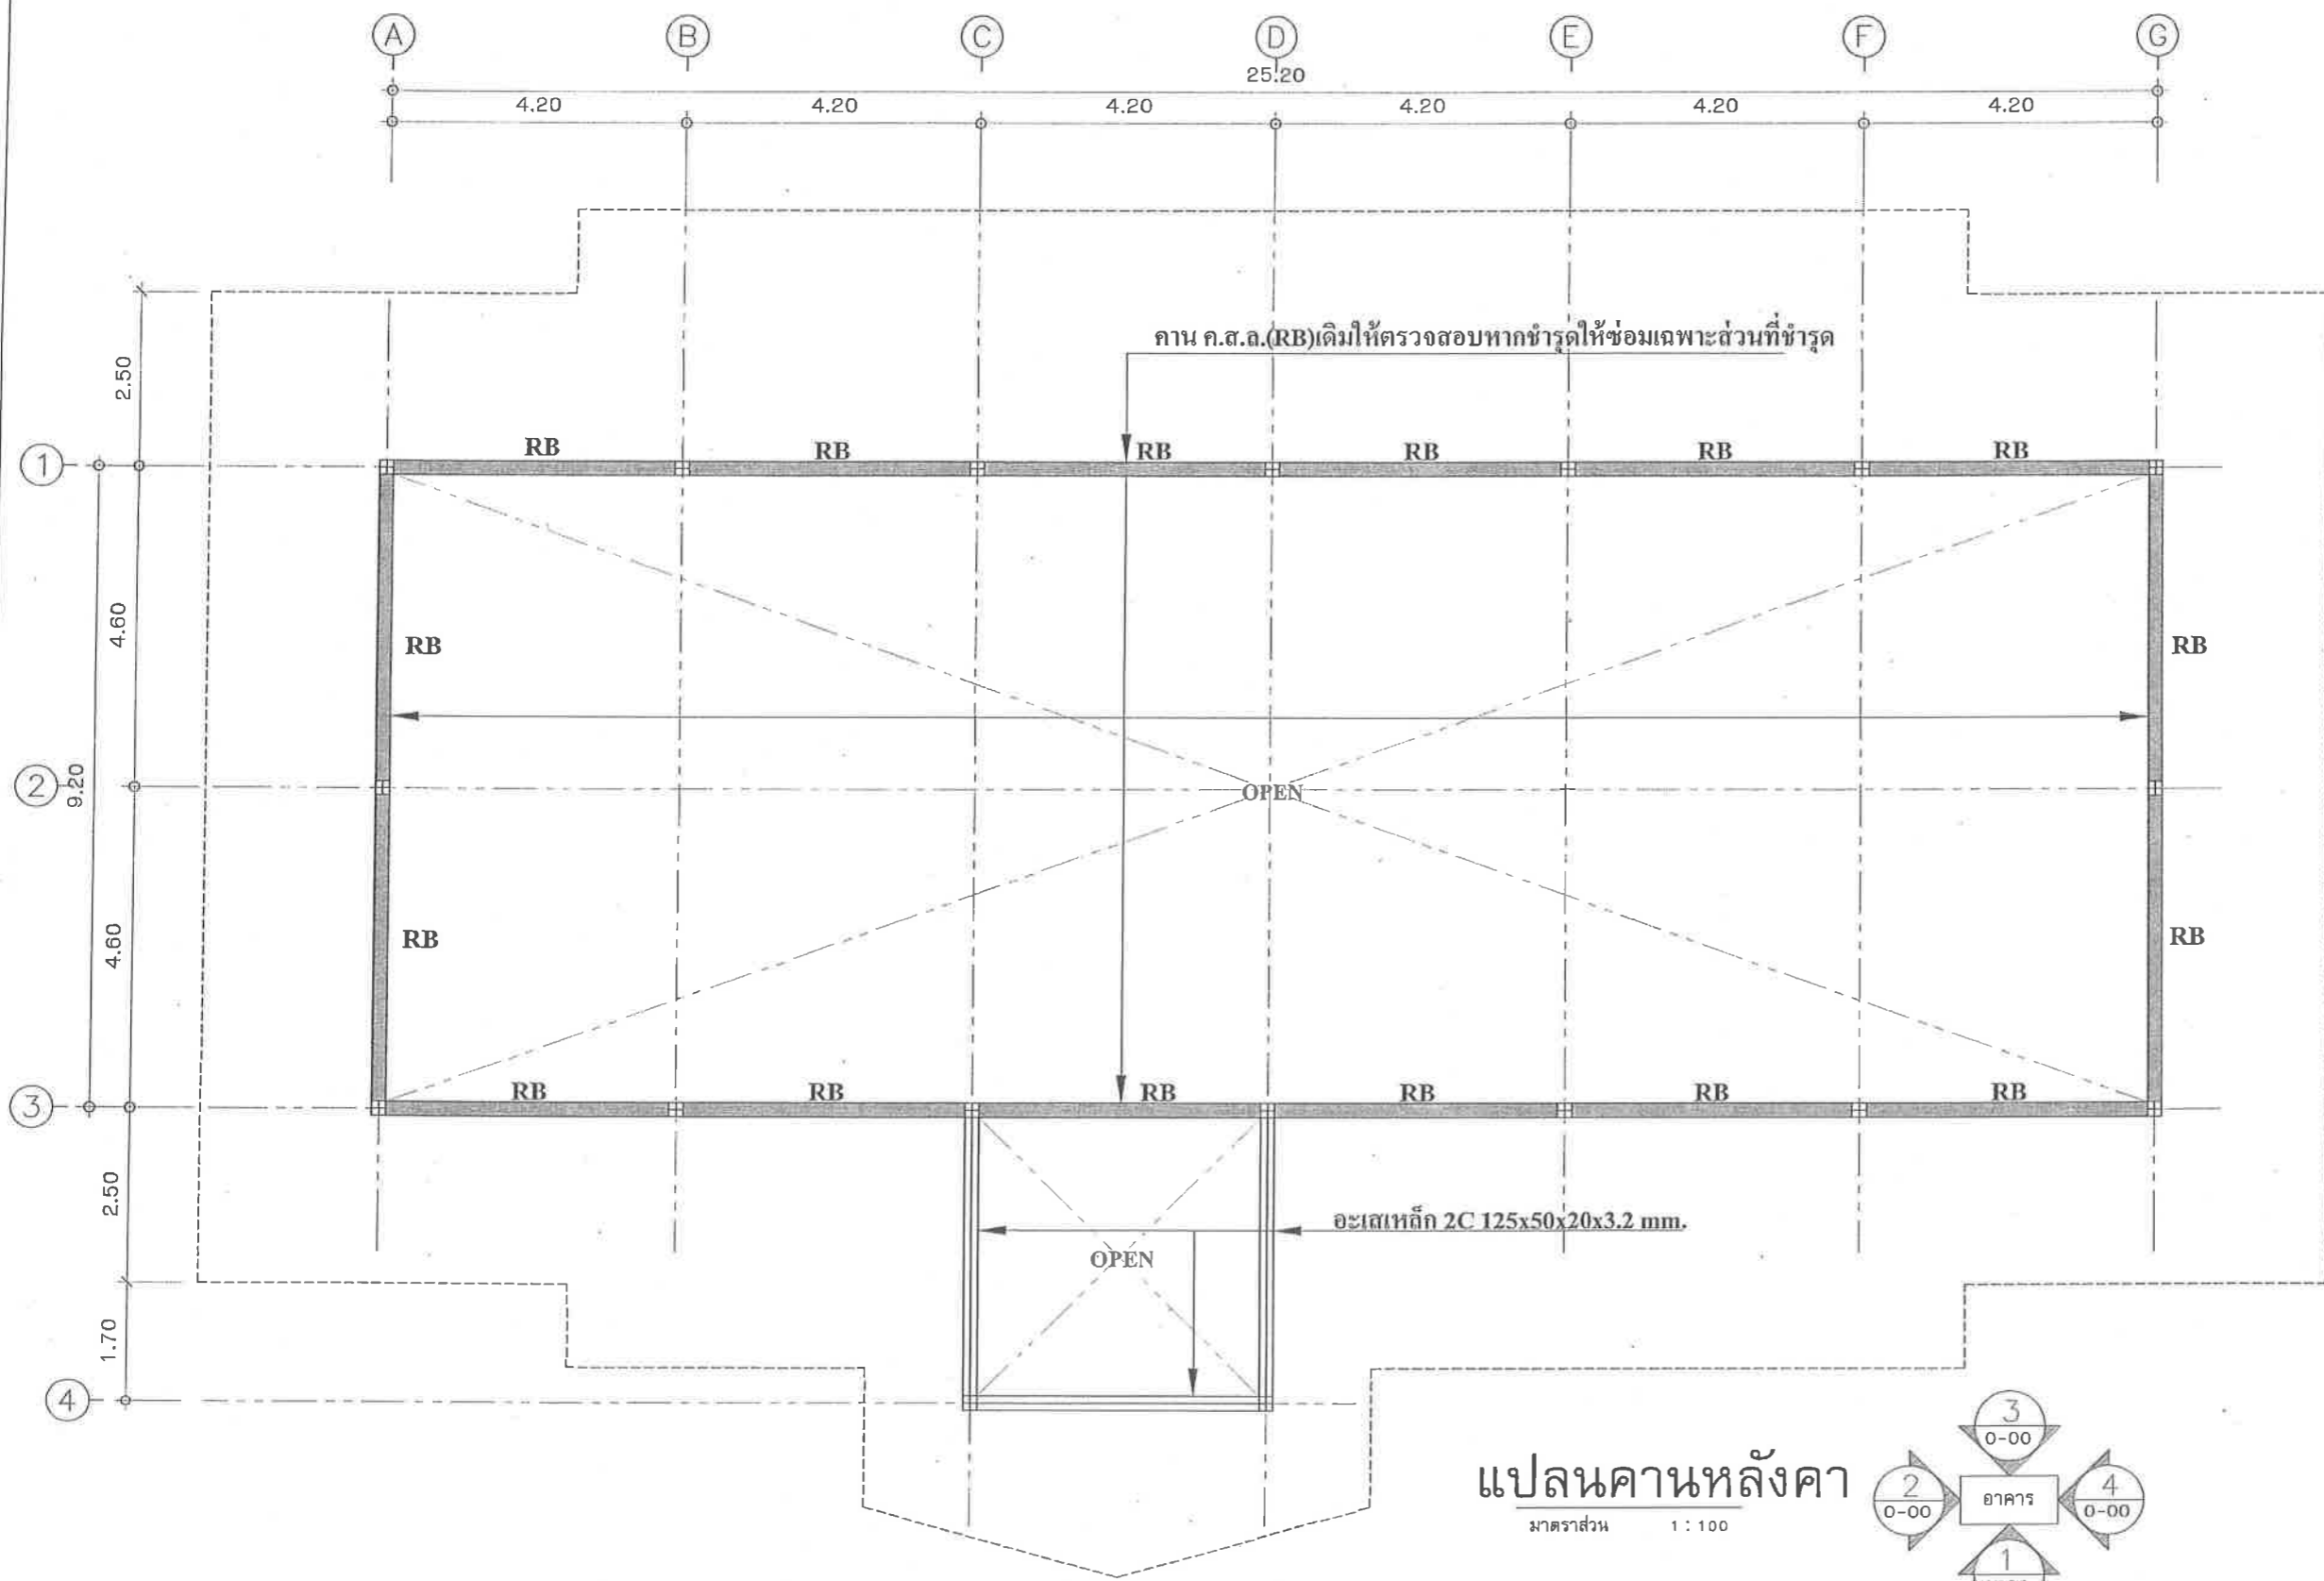 A B C D E F G
25.20
4.20 4.20 4.20 4.20 4.20 4.20
คาน ค.ส.ล.(RB)เดิมให้ตรวจสอบหากชำรุดให้ซ่อมเฉพาะส่วนที่ชำรุด
2.50
1
RB RB RB RB RB RB
4.60
RB RB
2
9.20
OPEN
4.60
RB RB
3
RB RB RB RB RB RB
2.50
อะเสเหล็ก 2C 125x50x20x3.2 mm.
OPEN
1.70
4
แปลนคานหลังคา
มาตราส่วน 1 : 100
3
0-00
2
0-00
อาคาร
4
0-00
1